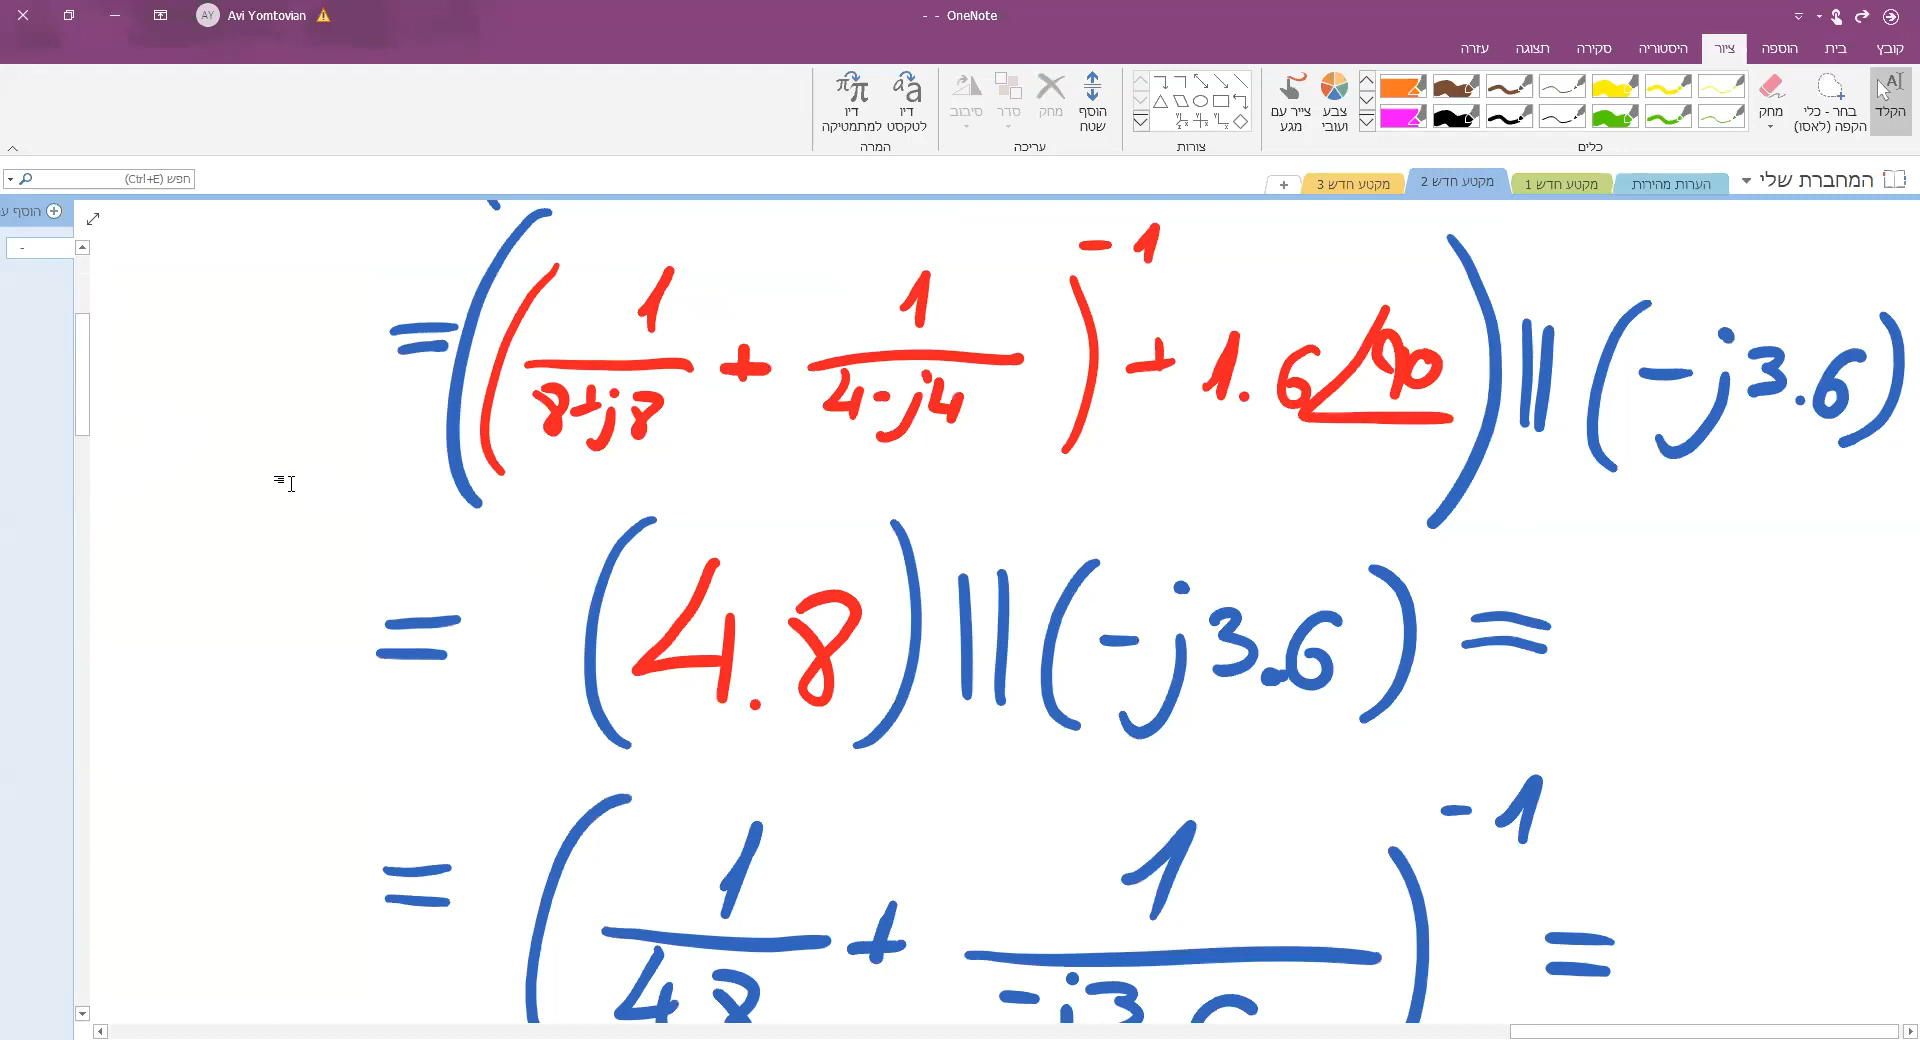 Avi Yomtovian
- - OneNote
קובץ בית הוספה ציור היסטוריה סקירה תצוגה עזרה
הקלד
בחר - כלי הקפה (לאסו)
מחק
צבע ועובי
צייר עם מגע
הוסף שטח
מחק
סדר
סיבוב
דיו לטקסט
דיו למתמטיקה
כלים צורות עריכה המרה
המחברת שלי הערות מהירות מקטע חדש 1 מקטע חדש 2 מקטע חדש 3 +
חפש (Ctrl+E)
-
= ((1/(8+j8) + 1/(4-j4))^-1 + 1.6∠90) || (-j3.6)
= (4.8) || (-j3.6) =
= (1/4.8 + 1/-j3.6)^-1 =